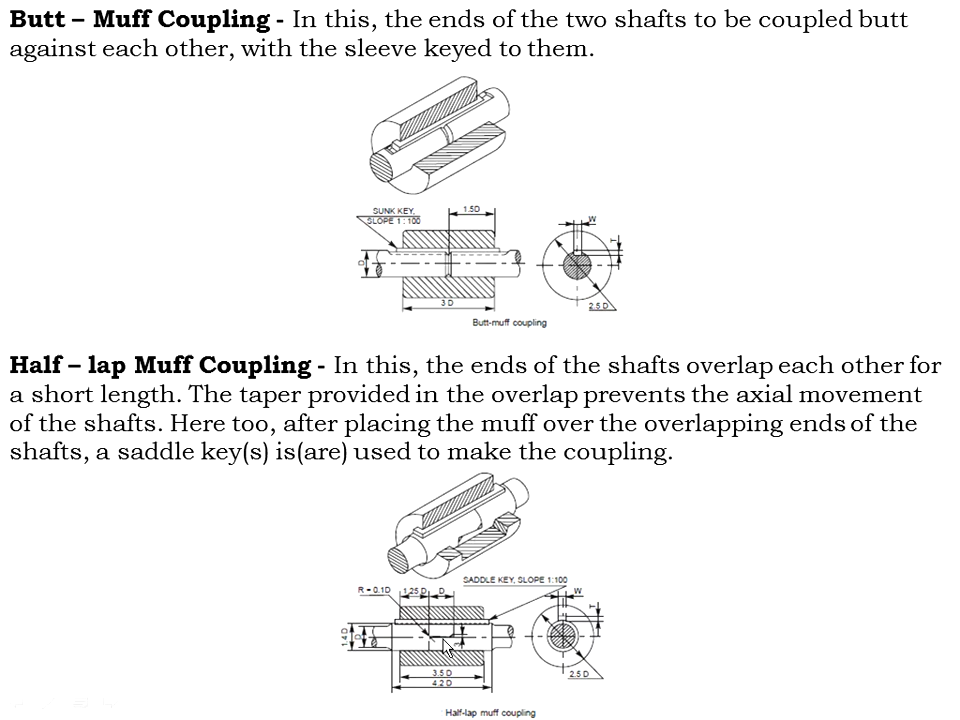 Butt – Muff Coupling - In this, the ends of the two shafts to be coupled butt
against each other, with the sleeve keyed to them.
SUNK KEY,
SLOPE 1:100
1.5D
W
T
D
3 D
2.5 D
Butt-muff coupling
Half – lap Muff Coupling - In this, the ends of the shafts overlap each other for
a short length. The taper provided in the overlap prevents the axial movement
of the shafts. Here too, after placing the muff over the overlapping ends of the
shafts, a saddle key(s) is(are) used to make the coupling.
SADDLE KEY, SLOPE 1:100
R = 0.1D
1.25 D
D
W
T
1.4 D
D
3.5 D
4.2 D
2.5 D
Half-lap muff coupling